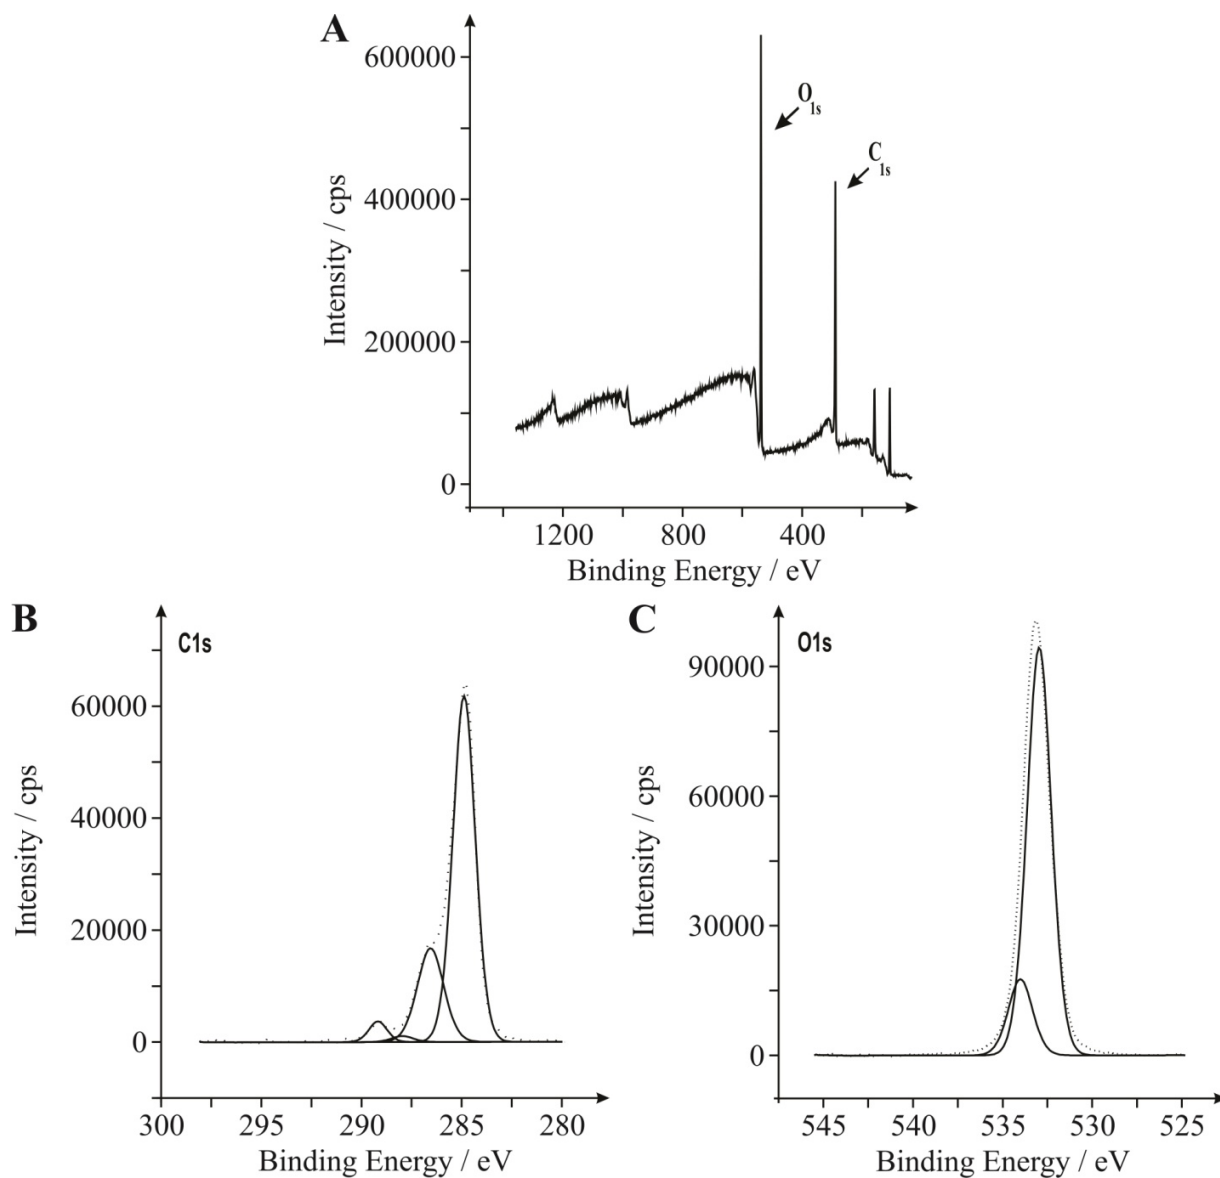 A
600000
400000
200000
0
Intensity / cps
O1s
C1s
1200 800 400
Binding Energy / eV
B
C1s
60000
40000
20000
0
Intensity / cps
300 295 290 285 280
Binding Energy / eV
C
O1s
90000
60000
30000
0
Intensity / cps
545 540 535 530 525
Binding Energy / eV